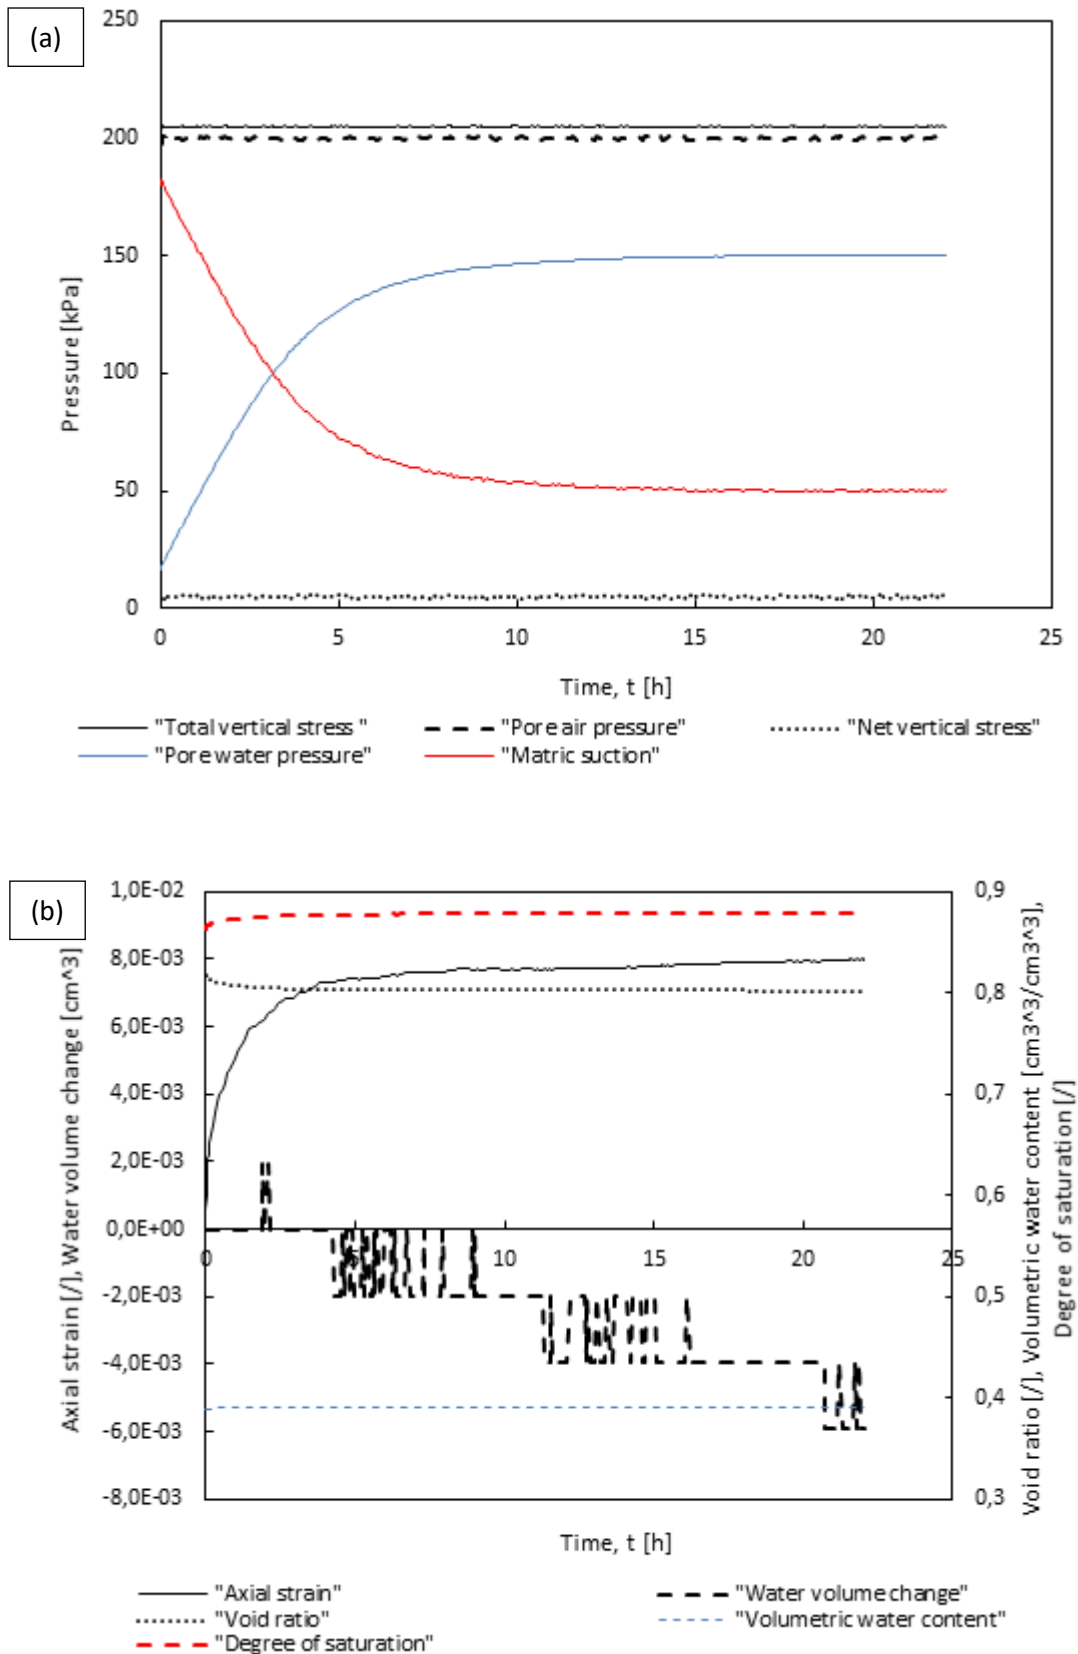 (a)
250
200
150
100
50
0
Pressure [kPa]
0 5 10 15 20 25
Time, t [h]
"Total vertical stress " "Pore air pressure" "Net vertical stress"
"Pore water pressure" "Matric suction"
(b)
1,0E-02
8,0E-03
6,0E-03
4,0E-03
2,0E-03
0,0E+00
-2,0E-03
-4,0E-03
-6,0E-03
-8,0E-03
Axial strain [/], Water volume change [cm^3]
0 5 10 15 20 25
0,9
0,8
0,7
0,6
0,5
0,4
0,3
Void ratio [/], Volumetric water content [cm3^3/cm3^3],
Degree of saturation [/]
Time, t [h]
"Axial strain" "Water volume change"
"Void ratio" "Volumetric water content"
"Degree of saturation"